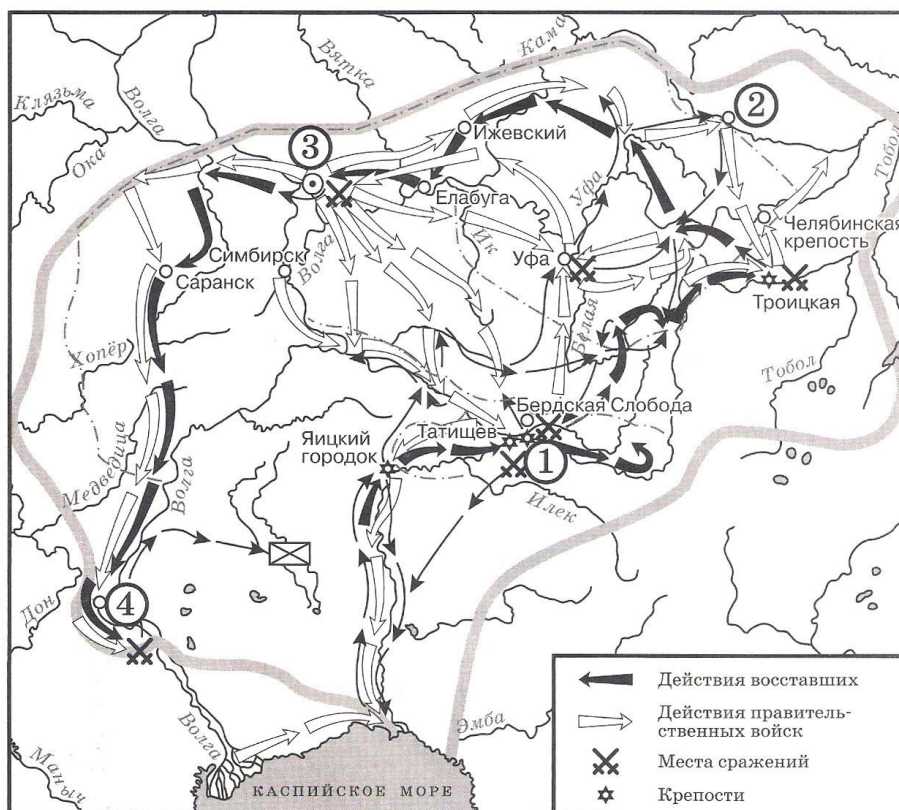 Кама
Вятка
Клязьма
Волга
Ока
2
Ижевский
3
Тобол
Елабуга
Уфа
Челябинская
крепость
Ик
Волга
Симбирск
Саранск
Уфа
Троицкая
Белая
Хопёр
Тобол
Бердская Слобода
Татищев
Яицкий
городок
1
Медведица
Волга
Илек
Дон
4
Волга
Эмба
Маныч
КАСПИЙСКОЕ МОРЕ
Действия восставших
Действия правитель-
ственных войск
Места сражений
Крепости